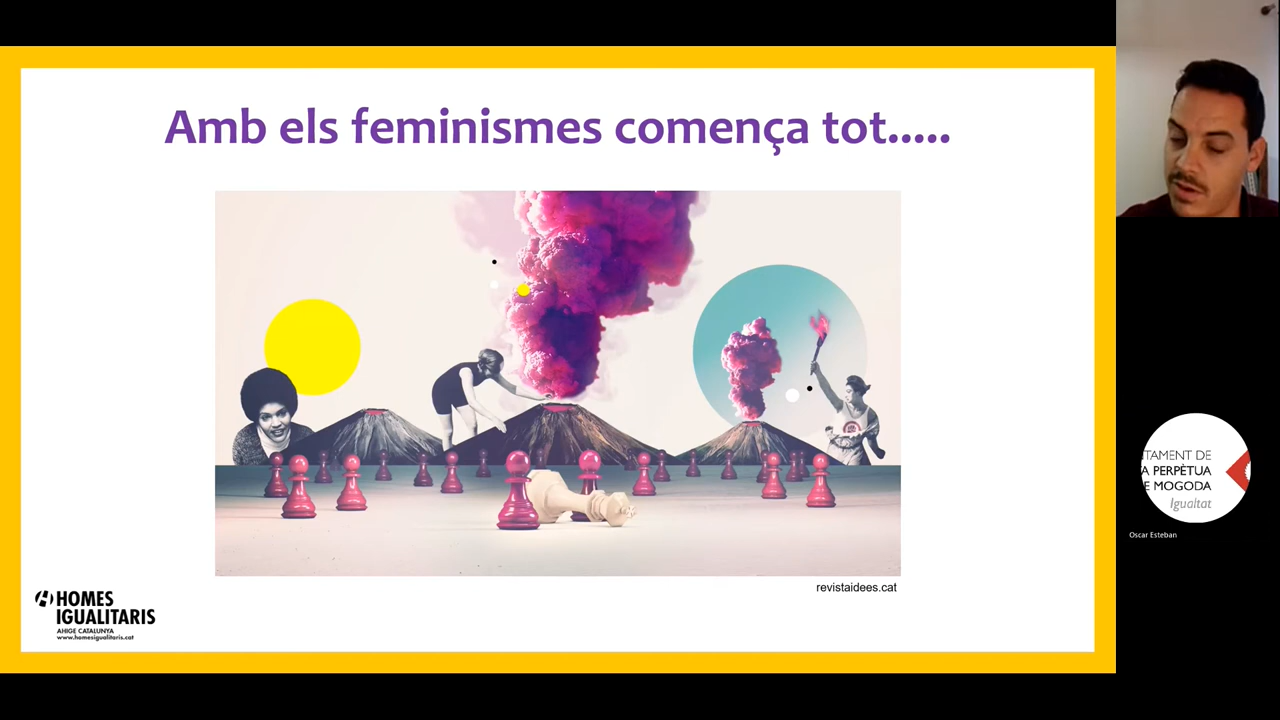 Amb els feminismes comença tot.....
revistaidees.cat
HOMES
IGUALITARIS
AHIGE CATALUNYA
www.homesigualitaris.cat
TAMENT DE
A PERPÈTUA
E MOGODA
Igualtat
Oscar Esteban